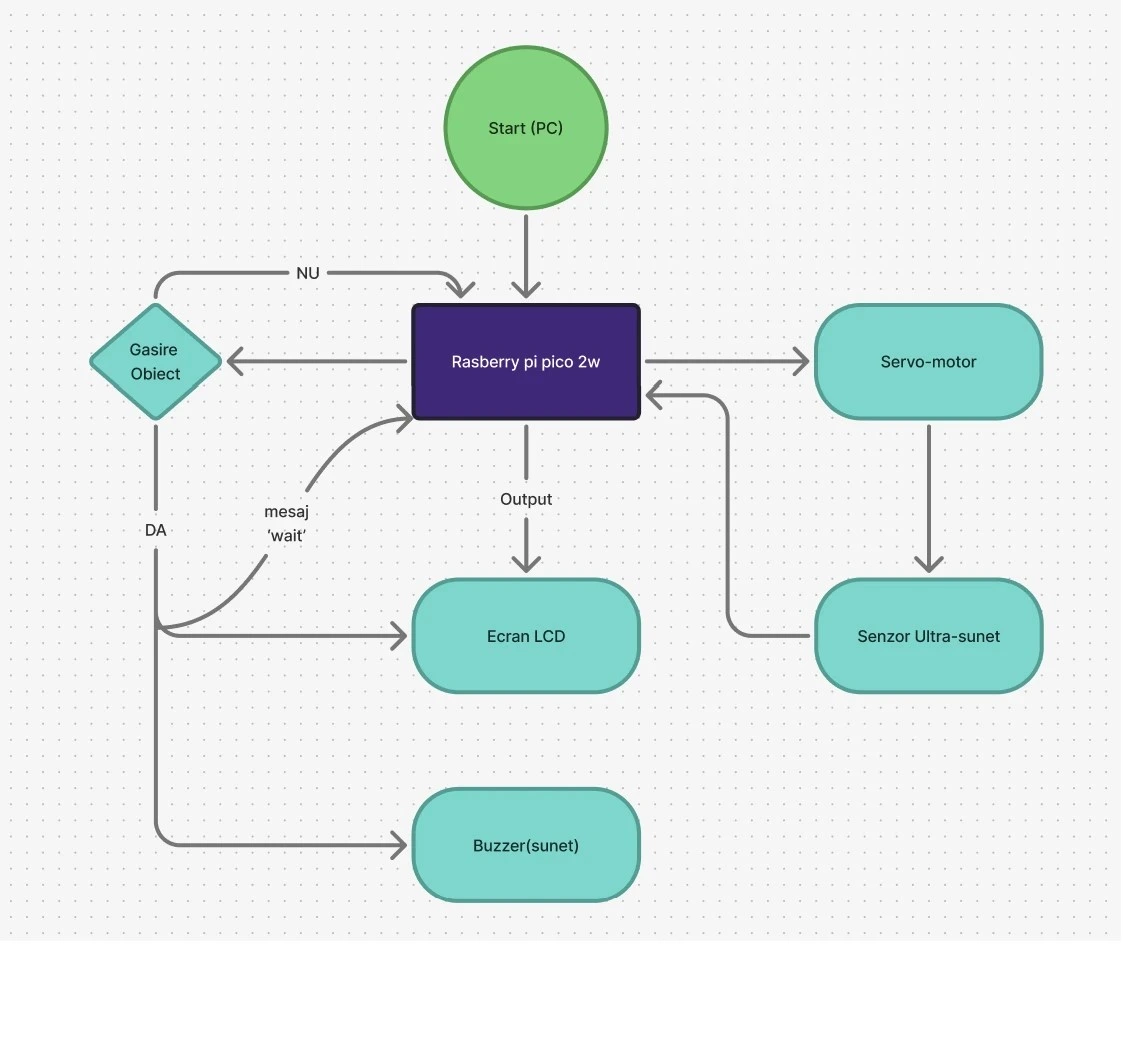 Start (PC)
NU
Gasire
Obiect
Rasberry pi pico 2w
Servo-motor
Output
mesaj
‘wait’
DA
Ecran LCD
Senzor Ultra-sunet
Buzzer(sunet)